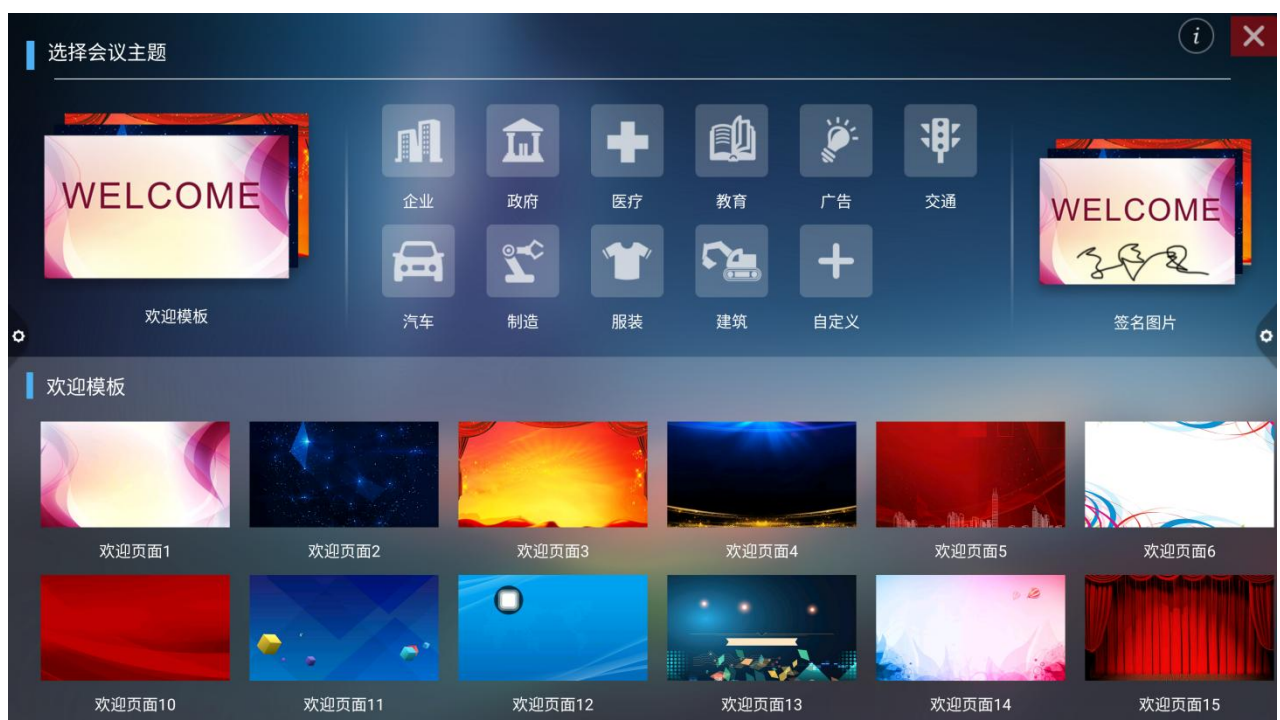 选择会议主题
i
WELCOME
欢迎模板
企业
政府
医疗
教育
广告
交通
汽车
制造
服装
建筑
自定义
WELCOME
签名图片
欢迎模板
欢迎页面1
欢迎页面2
欢迎页面3
欢迎页面4
欢迎页面5
欢迎页面6
欢迎页面10
欢迎页面11
欢迎页面12
欢迎页面13
欢迎页面14
欢迎页面15